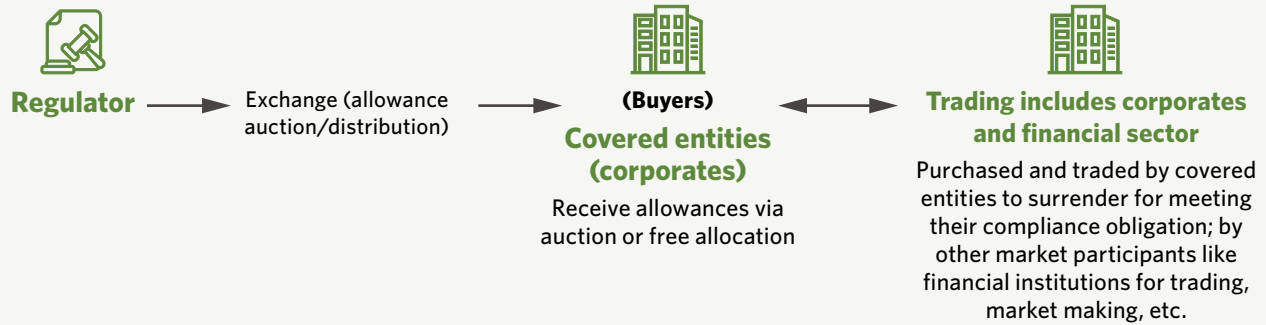 Regulator
Exchange (allowance
auction/distribution)
(Buyers)
Covered entities
(corporates)
Receive allowances via
auction or free allocation
Trading includes corporates
and financial sector
Purchased and traded by covered
entities to surrender for meeting
their compliance obligation; by
other market participants like
financial institutions for trading,
market making, etc.